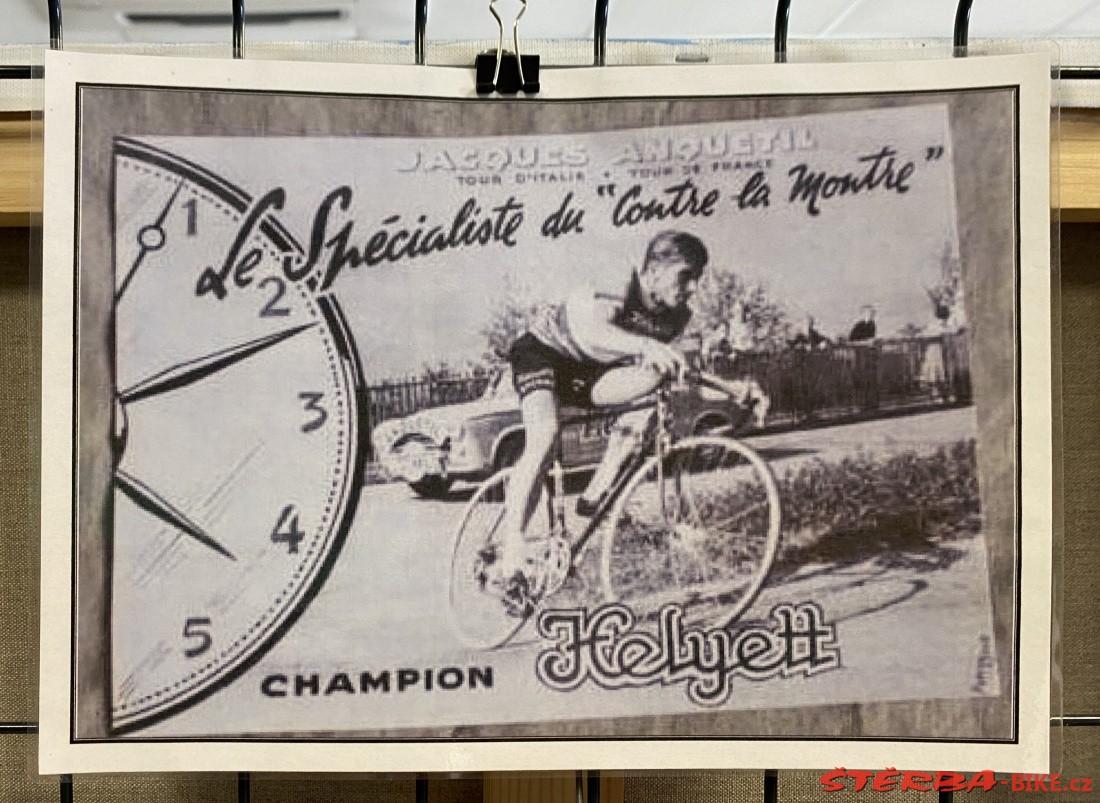 JACQUES ANQUETIL
TOUR D'ITALIE • TOUR DE FRANCE
Le Spécialiste du "Contre la Montre"
1
2
3
4
5
CHAMPION Helyett
ŠTĚRBA-BIKE.cz